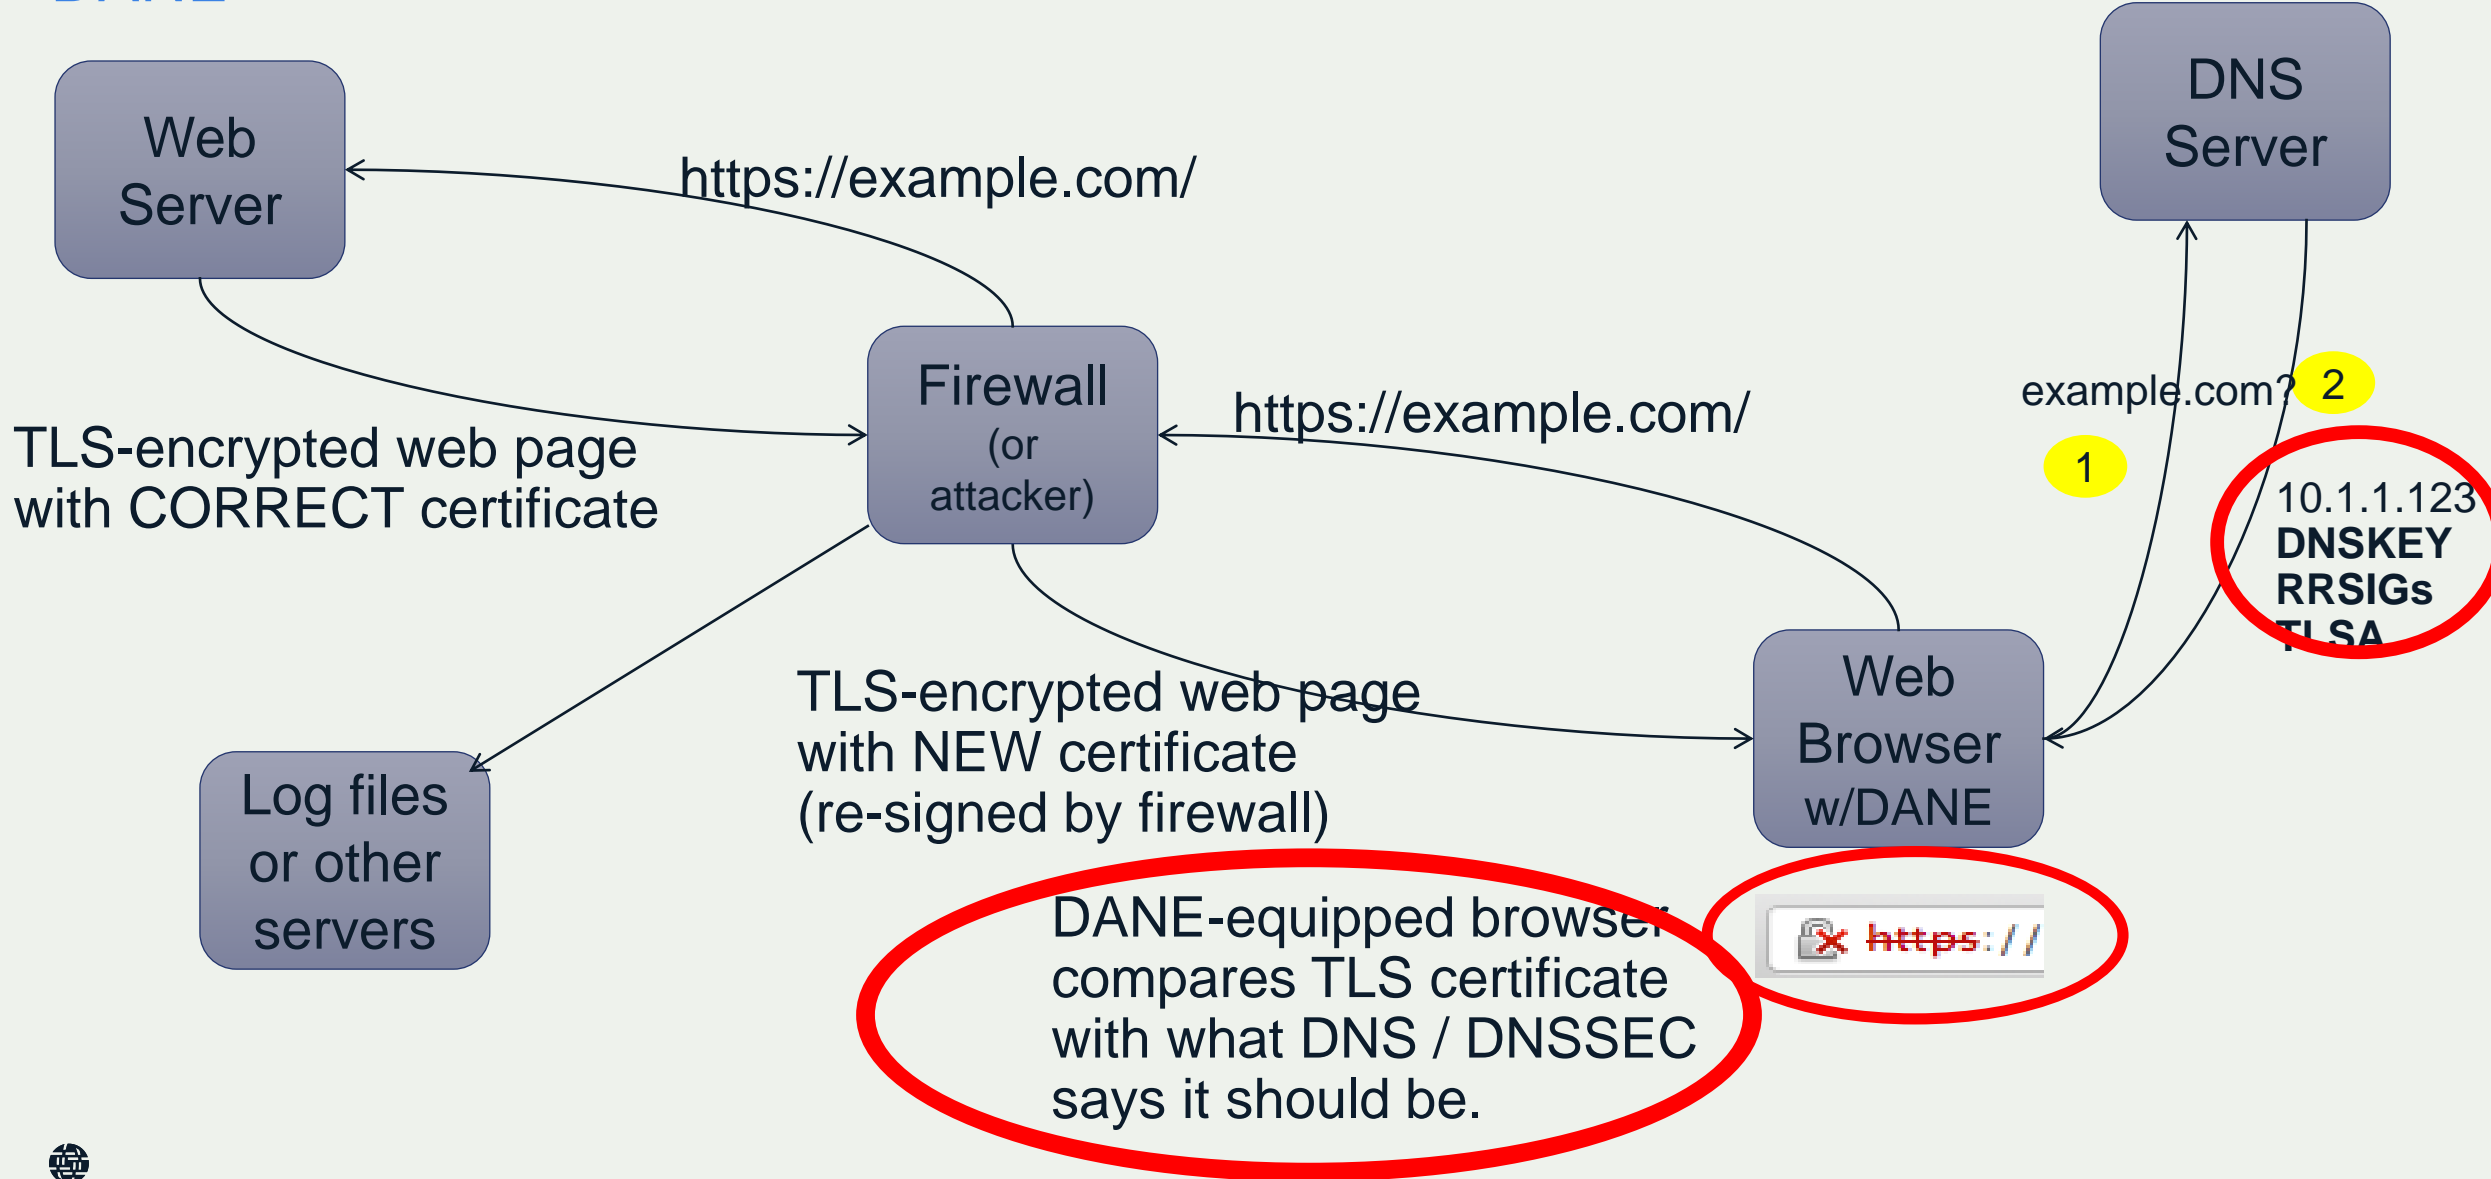 DANE
Web
Server
https://example.com/
DNS
Server
Firewall
(or
attacker)
https://example.com/
example.com?
2
1
10.1.1.123
DNSKEY
RRSIGs
TLSA
TLS-encrypted web page
with CORRECT certificate
TLS-encrypted web page
with NEW certificate
(re-signed by firewall)
Web
Browser
w/DANE
Log files
or other
servers
https://
DANE-equipped browser
compares TLS certificate
with what DNS / DNSSEC
says it should be.